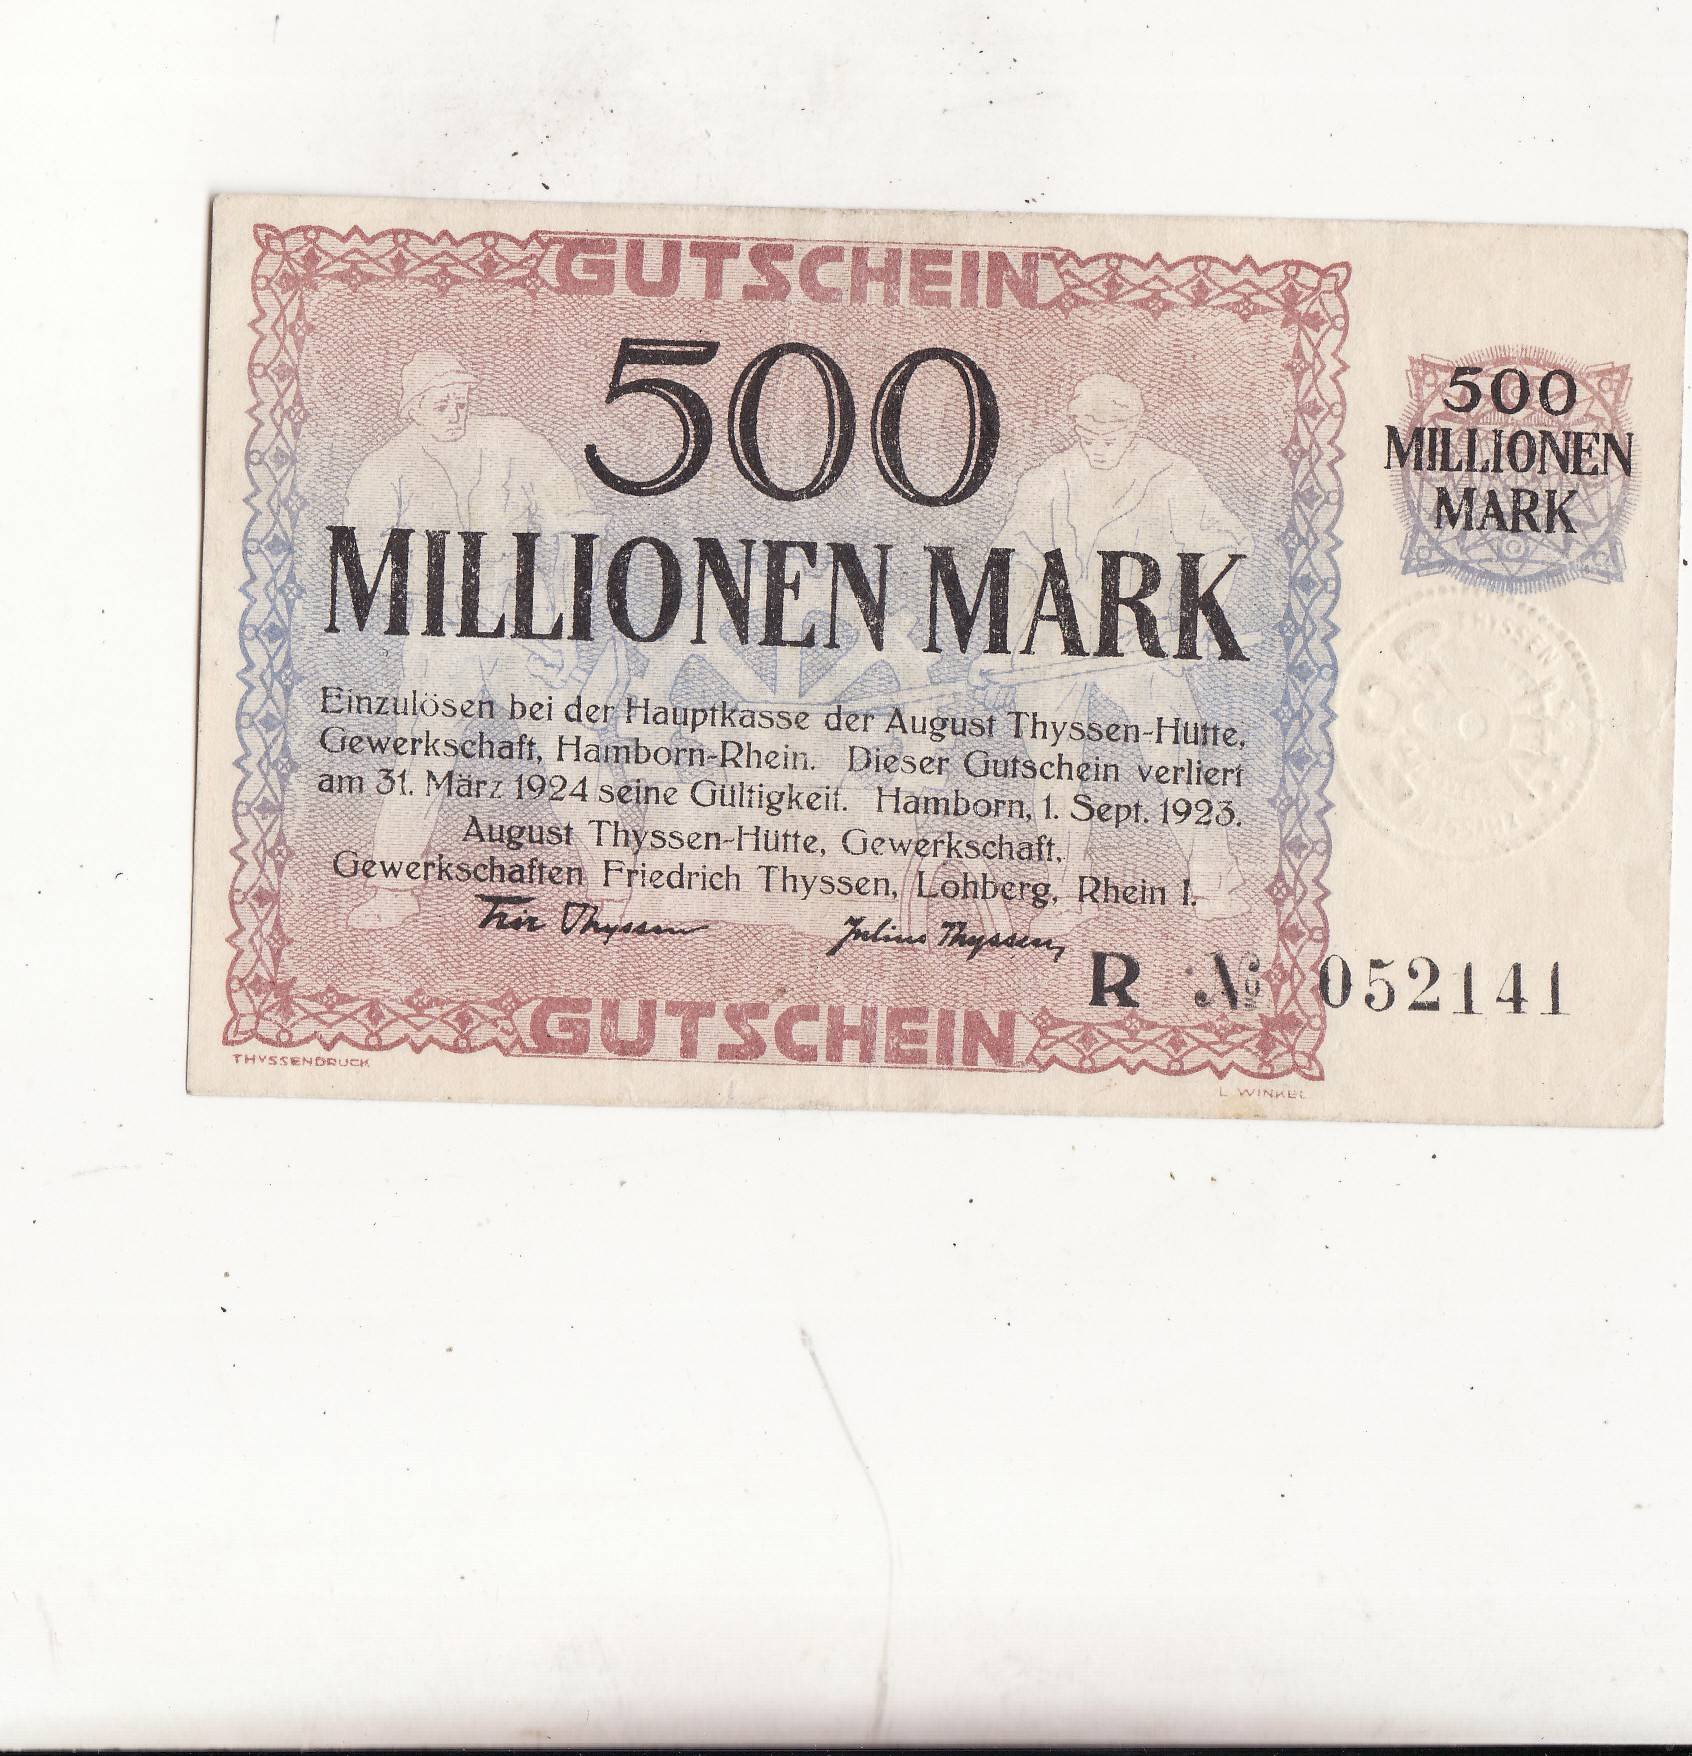 GUTSCHEIN
500
MILLIONEN MARK
Einzulösen bei der Hauptkasse der August Thyssen-Hütte,
Gewerkschaft, Hamborn-Rhein. Dieser Gutschein verliert
am 31. März 1924 seine Gültigkeit. Hamborn, 1. Sept. 1923.
August Thyssen-Hütte, Gewerkschaft,
Gewerkschaften Friedrich Thyssen, Lohberg, Rhein I.
Fritz Thyssen Julius Thyssen
R No 052141
GUTSCHEIN
THYSSENDRUCK
L WINKEL
500
MILLIONEN
MARK
THYSSEN